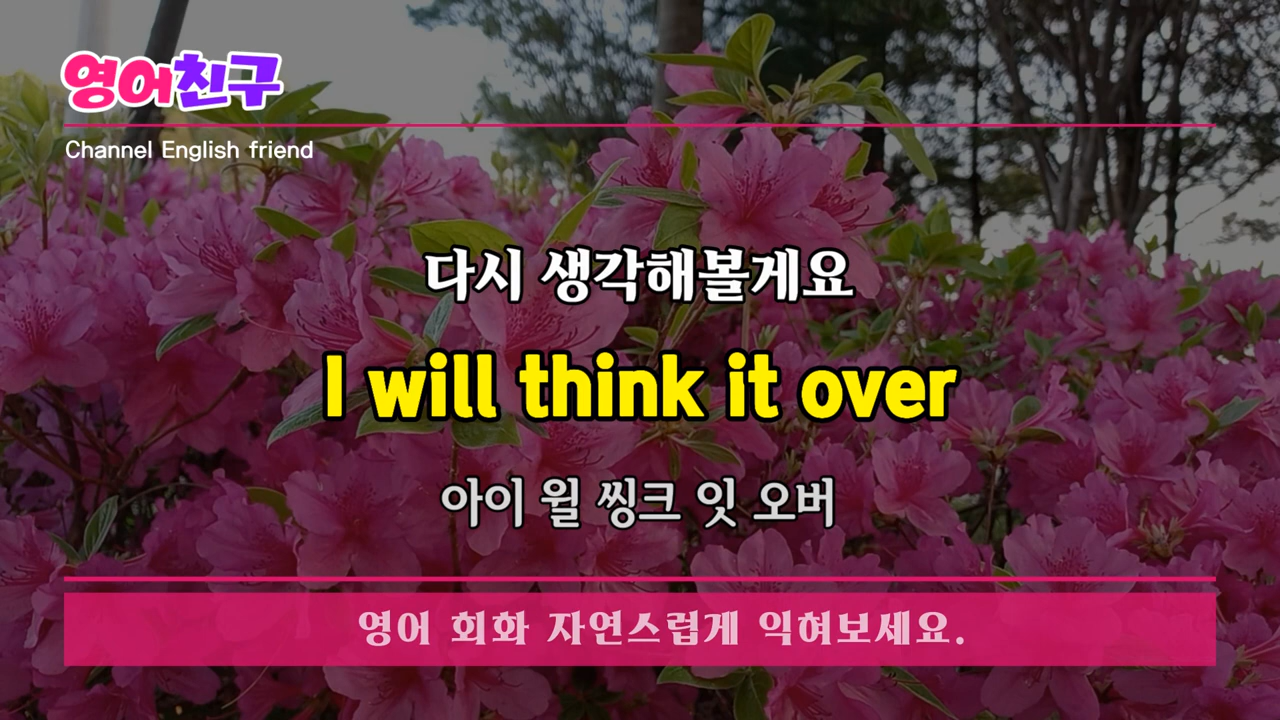 영어친구
Channel English friend
다시 생각해볼게요
I will think it over
아이 윌 씽크 잇 오버
영어 회화 자연스럽게 익혀보세요.